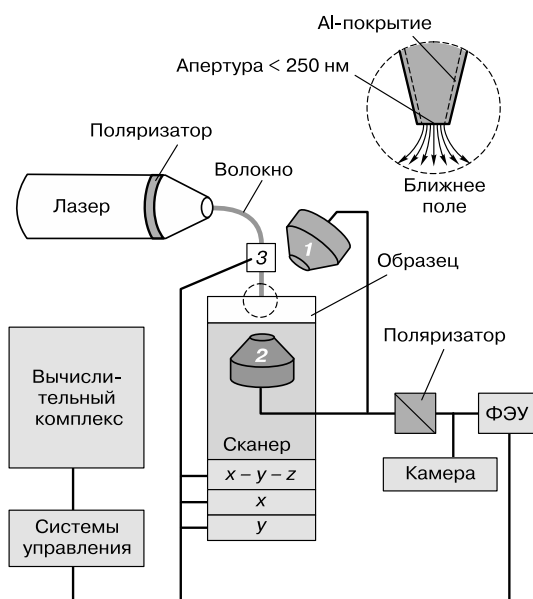 Al-покрытие
Апертура < 250 нм
Поляризатор
Волокно
Ближнее
поле
Лазер
1
3
Образец
2
Поляризатор
Вычисли-
тельный
комплекс
ФЭУ
Сканер
Камера
x – y – z
x
Системы
управления
y